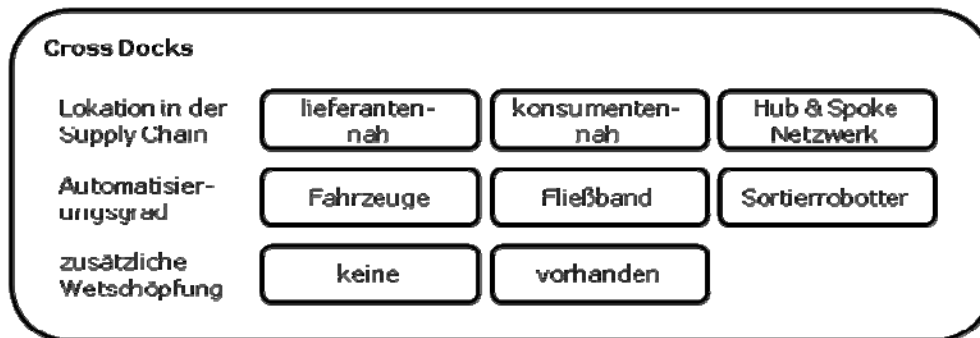 Cross Docks
Lokation in der
Supply Chain
lieferanten-
nah
konsumenten-
nah
Hub & Spoke
Netzwerk
Automatisier-
ungsgrad
Fahrzeuge
Fließband
Sortierrobotter
zusätzliche
Wetschöpfung
keine
vorhanden